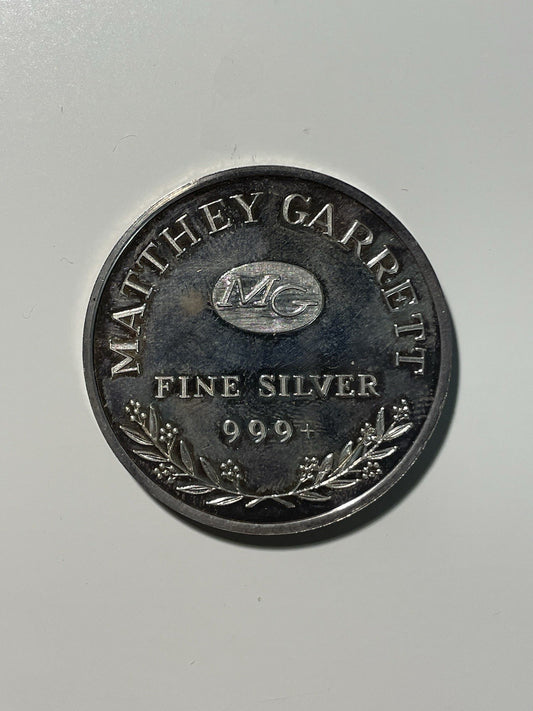 MATTHEY GARRETT
MG
FINE SILVER
999+